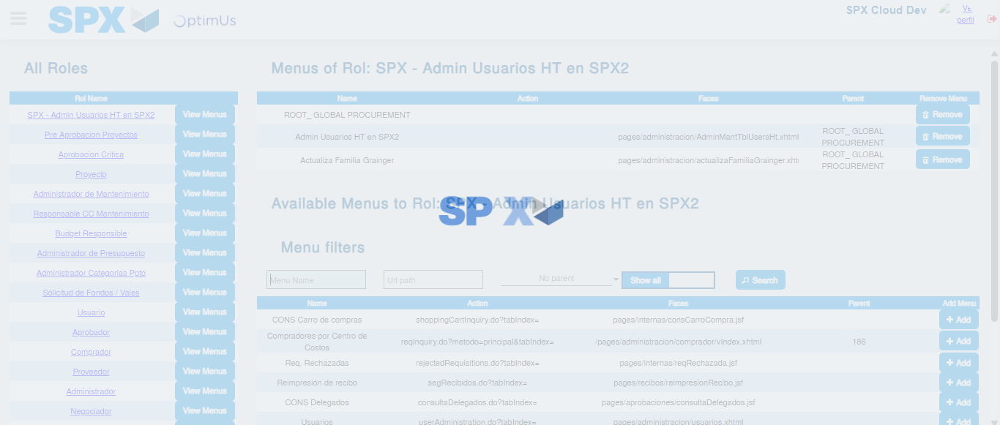 SPX OptimUs SPX Cloud Dev Ve
perfil
All Roles
Rol Name
SPX - Admin Usuarios HT en SPX2 View Menus
Pre Aprobacion Proyectos View Menus
Aprobacion Critica View Menus
Proyecto View Menus
Administrador de Mantenimiento View Menus
Responsable CC Mantenimiento View Menus
Budget Responsible View Menus
Administrador de Presupuesto View Menus
Administrador Categorias Ppto View Menus
Solicitud de Fondos / Vales View Menus
Usuario View Menus
Aprobador View Menus
Comprador View Menus
Proveedor View Menus
Administrador View Menus
Negociador View Menus
Menus of Rol: SPX - Admin Usuarios HT en SPX2
Name Action Faces Parent Remove Menu
ROOT_ GLOBAL PROCUREMENT Remove
Admin Usuarios HT en SPX2 pages/administracion/AdminMantTblUsersHt.xhtml ROOT_ GLOBAL
PROCUREMENT Remove
Actualiza Familia Grainger pages/administracion/actualizaFamiliaGrainger.xhtml ROOT_ GLOBAL
PROCUREMENT Remove
Available Menus to Rol: SPX - Admin Usuarios HT en SPX2
SPX
Menu filters
Menu Name Url path No parent Show all Search
Name Action Faces Parent Add Menu
CONS Carro de compras shoppingCartInquiry.do?tabIndex= pages/internas/consCarroCompra.jsf Add
Compradores por Centro de
Costos reqInquiry.do?metodo=principal&tabIndex= /pages/administracion/comprador/vIndex.xhtml 186 Add
Req. Rechazadas rejectedRequisitions.do?tabIndex= pages/internas/reqRechazada.jsf Add
Reimpresión de recibo segRecibidos.do?tabIndex= pages/recibos/reimpresionRecibo.jsf Add
CONS Delegados consultaDelegados.do?tabIndex= pages/aprobaciones/consultaDelegados.jsf Add
Usuarios userAdministration.do?tabIndex= pages/administracion/usuarios.xhtml Add